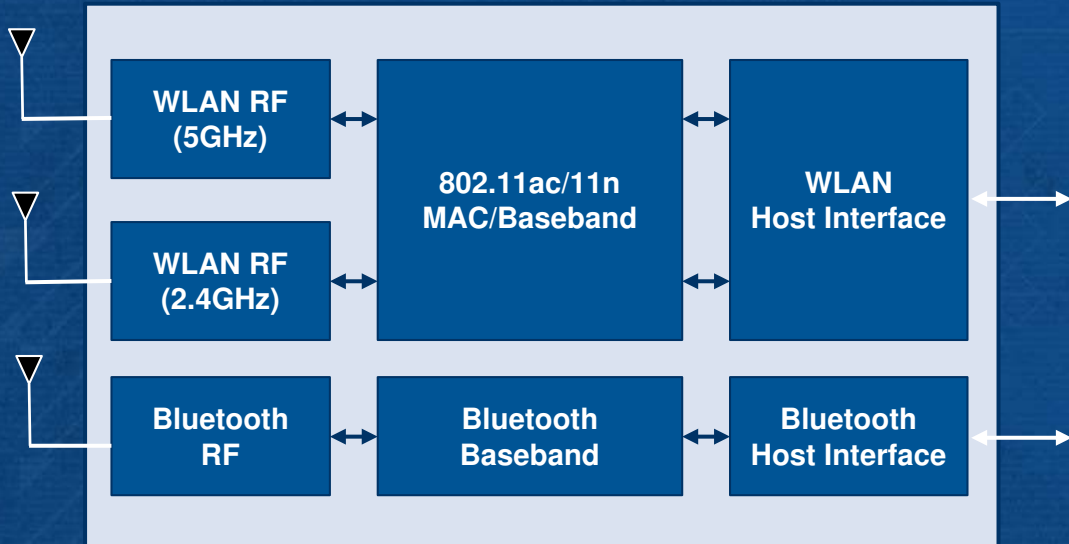 WLAN RF
(5GHz)
802.11ac/11n
MAC/Baseband
WLAN
Host Interface
WLAN RF
(2.4GHz)
Bluetooth
RF
Bluetooth
Baseband
Bluetooth
Host Interface